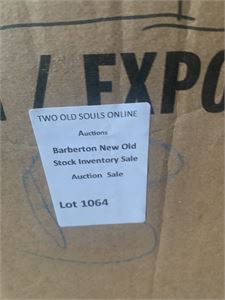 / EXPO
TWO OLD SOULS ONLINE
Auctions
Barberton New Old
Stock Inventory Sale
Auction Sale
Lot 1064